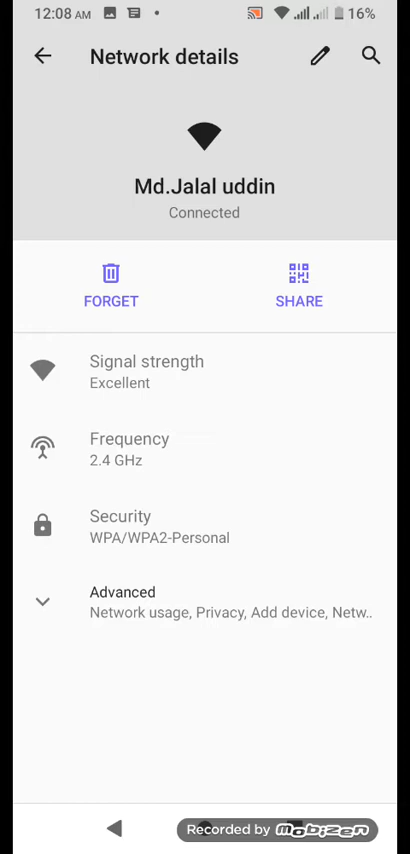 12:08 AM 16%
Network details
Md.Jalal uddin
Connected
FORGET SHARE
Signal strength
Excellent
Frequency
2.4 GHz
Security
WPA/WPA2-Personal
Advanced
Network usage, Privacy, Add device, Netw..
Recorded by mobizen